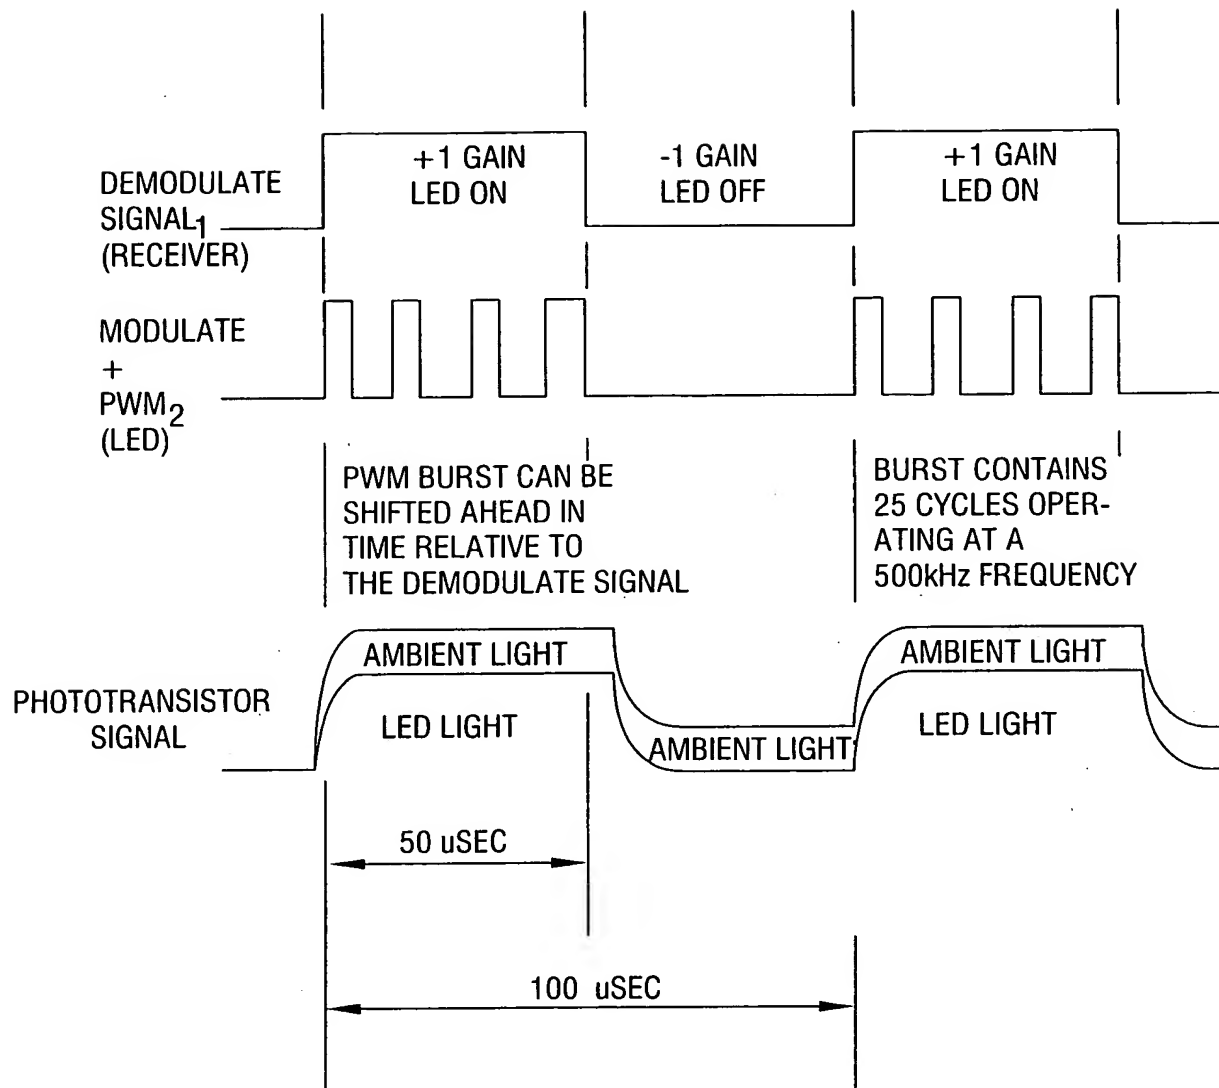 +1 GAIN
LED ON
-1 GAIN
LED OFF
+1 GAIN
LED ON
DEMODULATE
SIGNAL1
(RECEIVER)
MODULATE
+
PWM2
(LED)
PWM BURST CAN BE
SHIFTED AHEAD IN
TIME RELATIVE TO
THE DEMODULATE SIGNAL
BURST CONTAINS
25 CYCLES OPER-
ATING AT A
500kHz FREQUENCY
PHOTOTRANSISTOR
SIGNAL
AMBIENT LIGHT
LED LIGHT
AMBIENT LIGHT
AMBIENT LIGHT
LED LIGHT
50 uSEC
100 uSEC